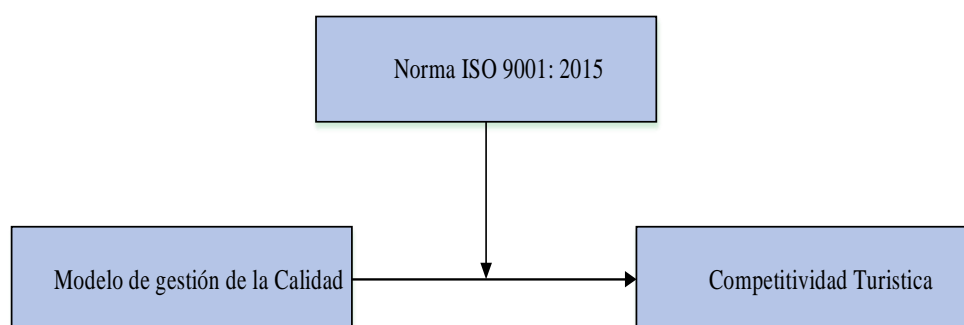 Norma ISO 9001: 2015
Modelo de gestión de la Calidad
Competitividad Turistica